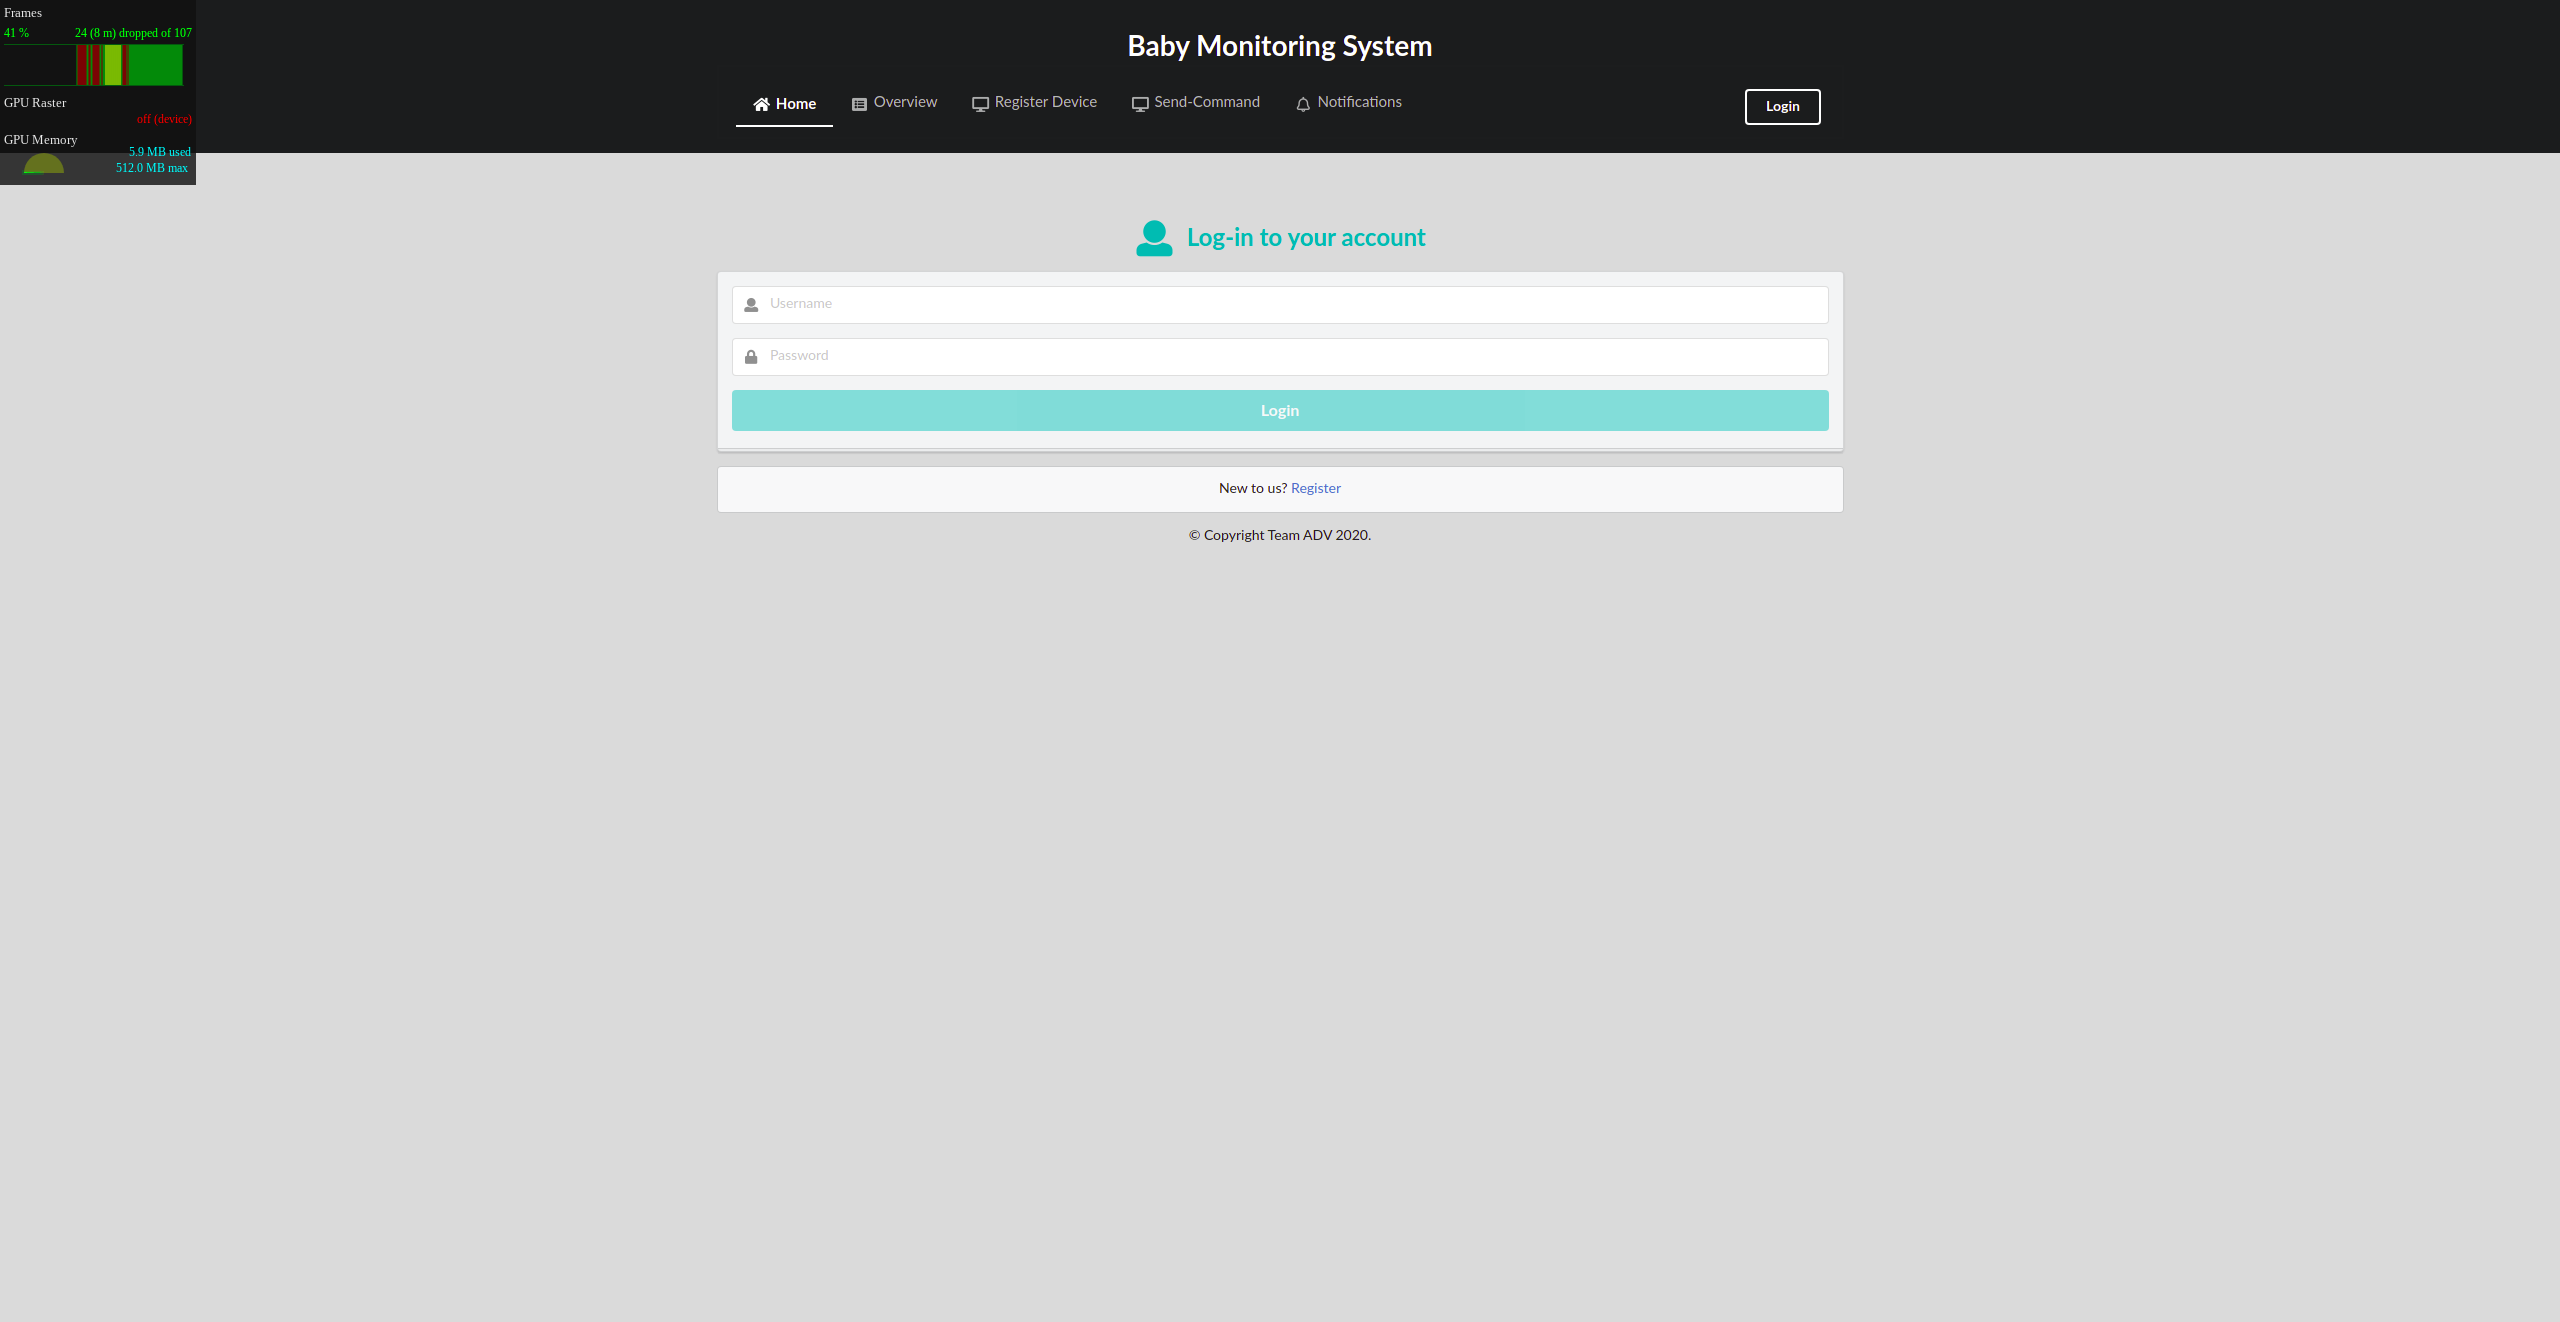 Frames
41 % 24 (8 m) dropped of 107
GPU Raster
off (device)
GPU Memory
5.9 MB used
512.0 MB max
Baby Monitoring System
Home Overview Register Device Send-Command Notifications Login
Log-in to your account
Username
Password
Login
New to us? Register
© Copyright Team ADV 2020.